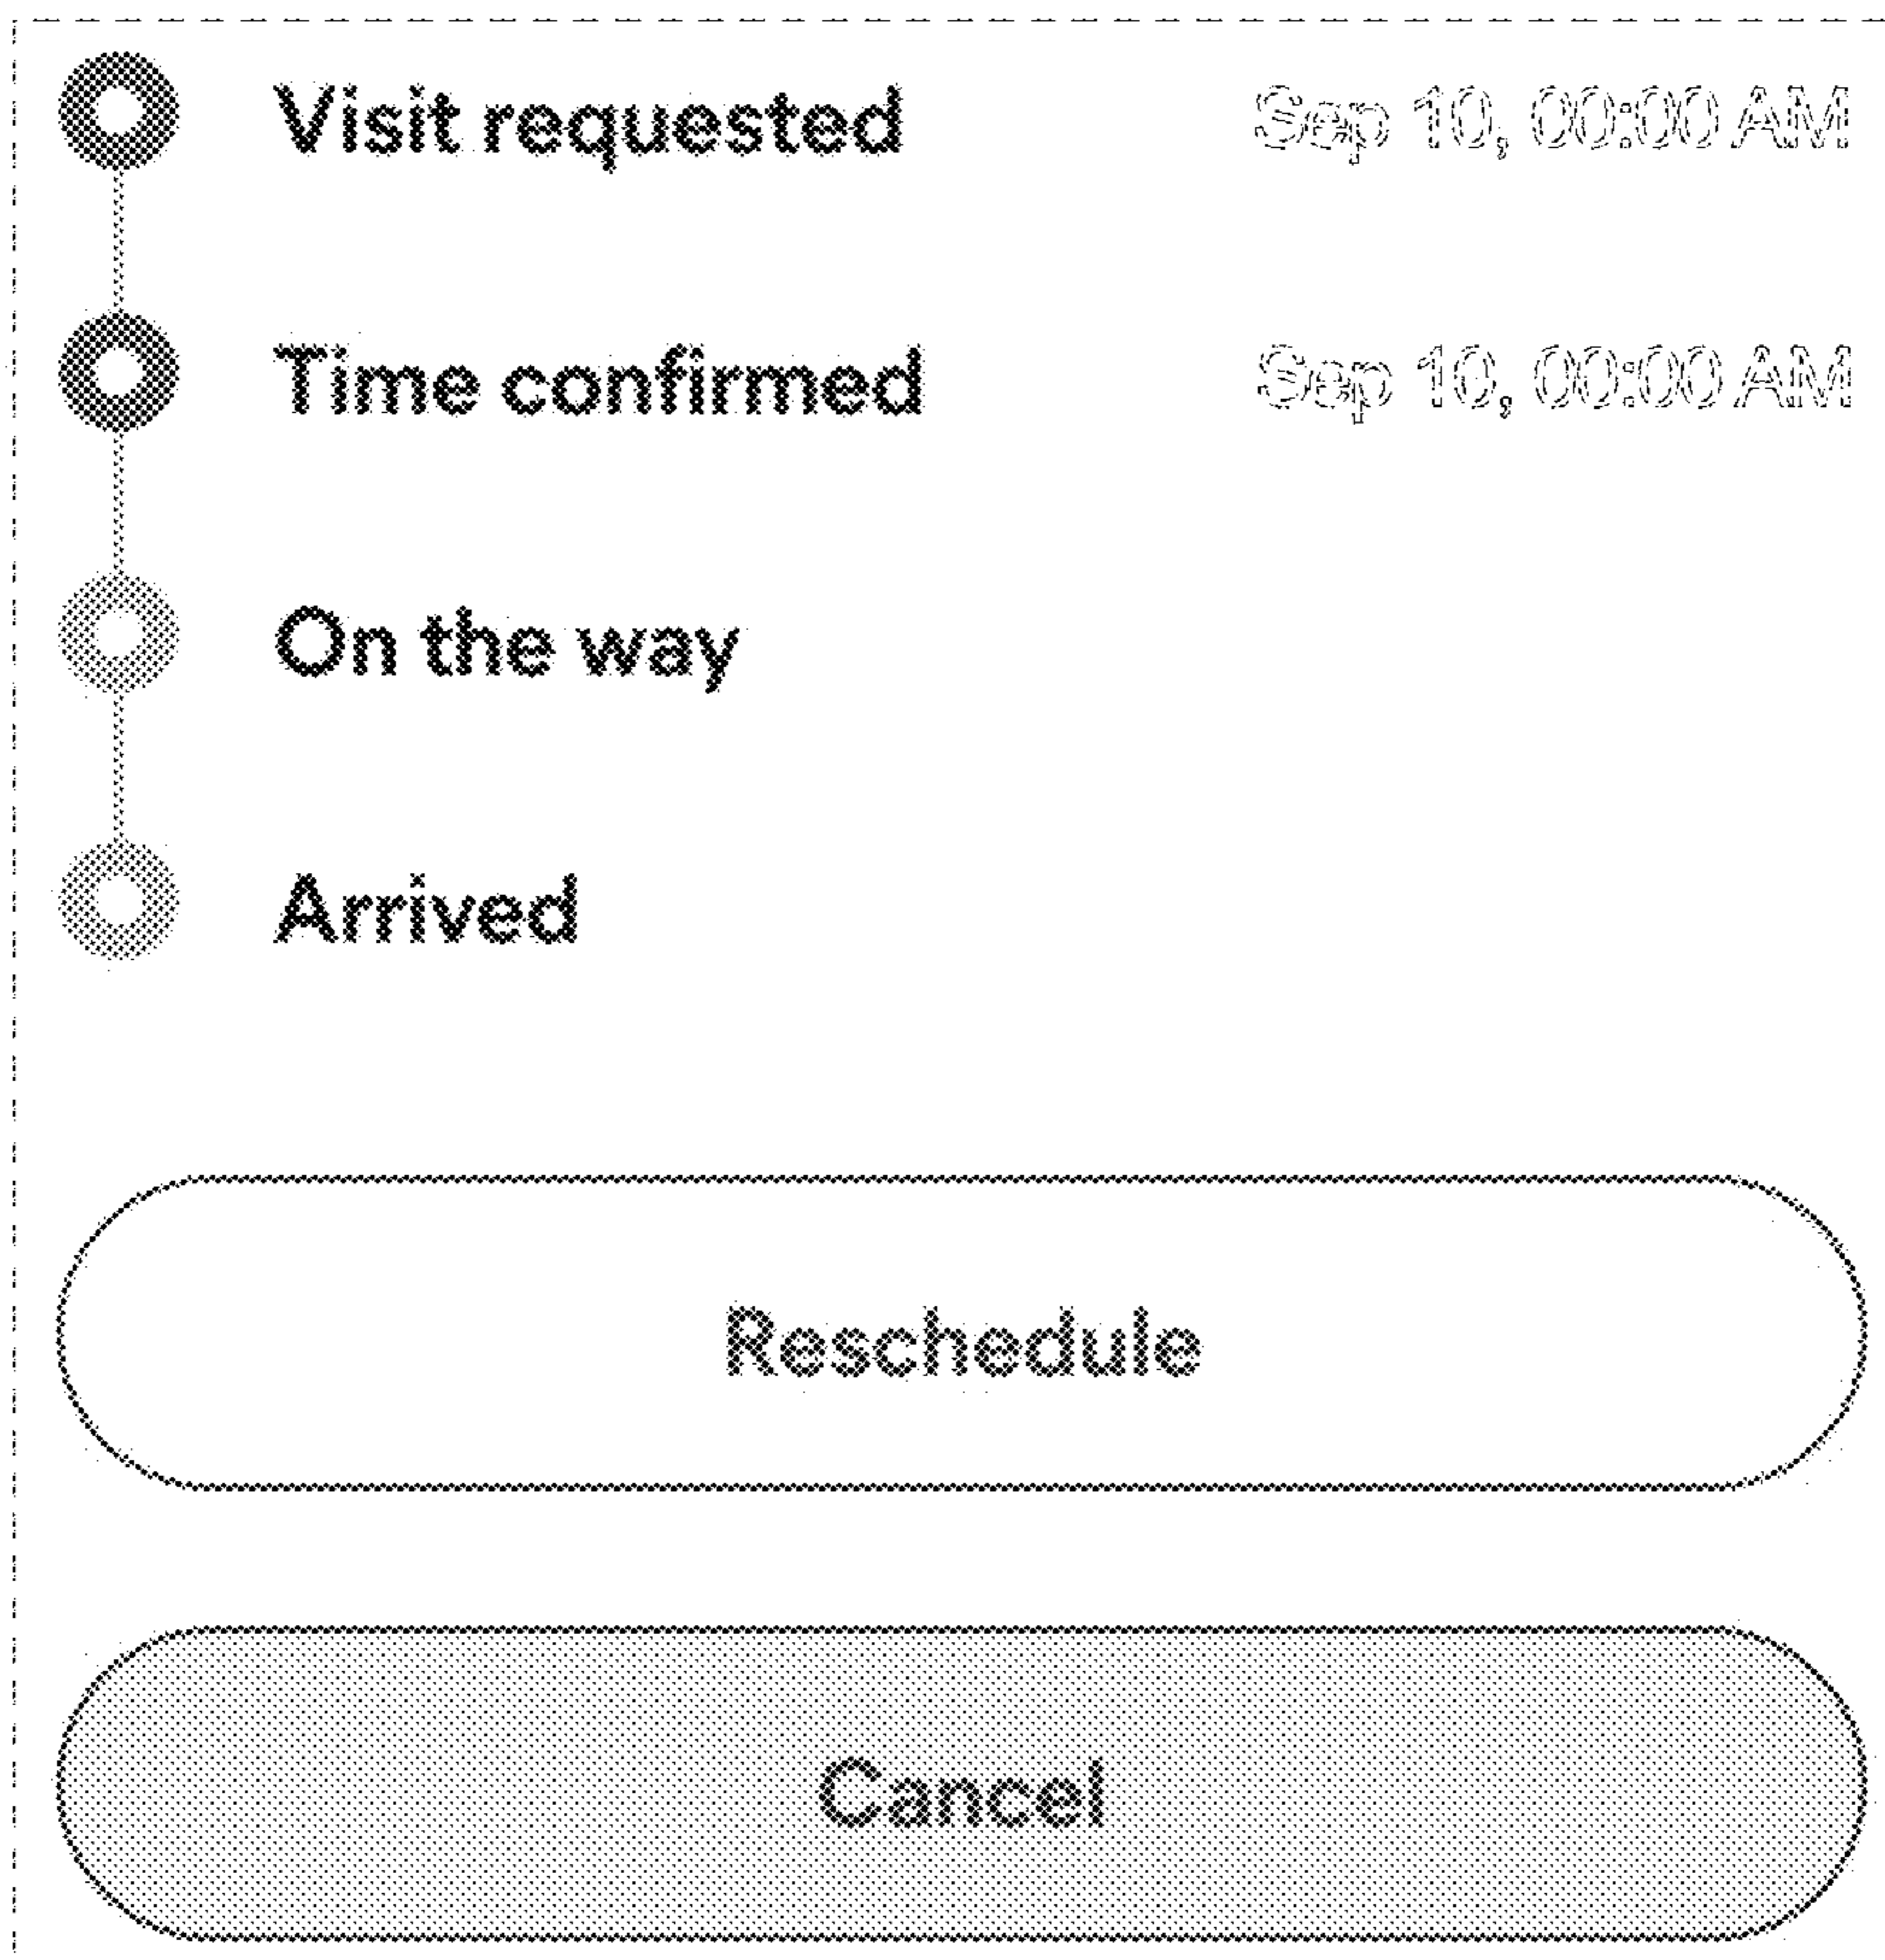 Visit requested Sep 10, 00:00 AM
Time confirmed Sep 10, 00:00 AM
On the way
Arrived
Reschedule
Cancel